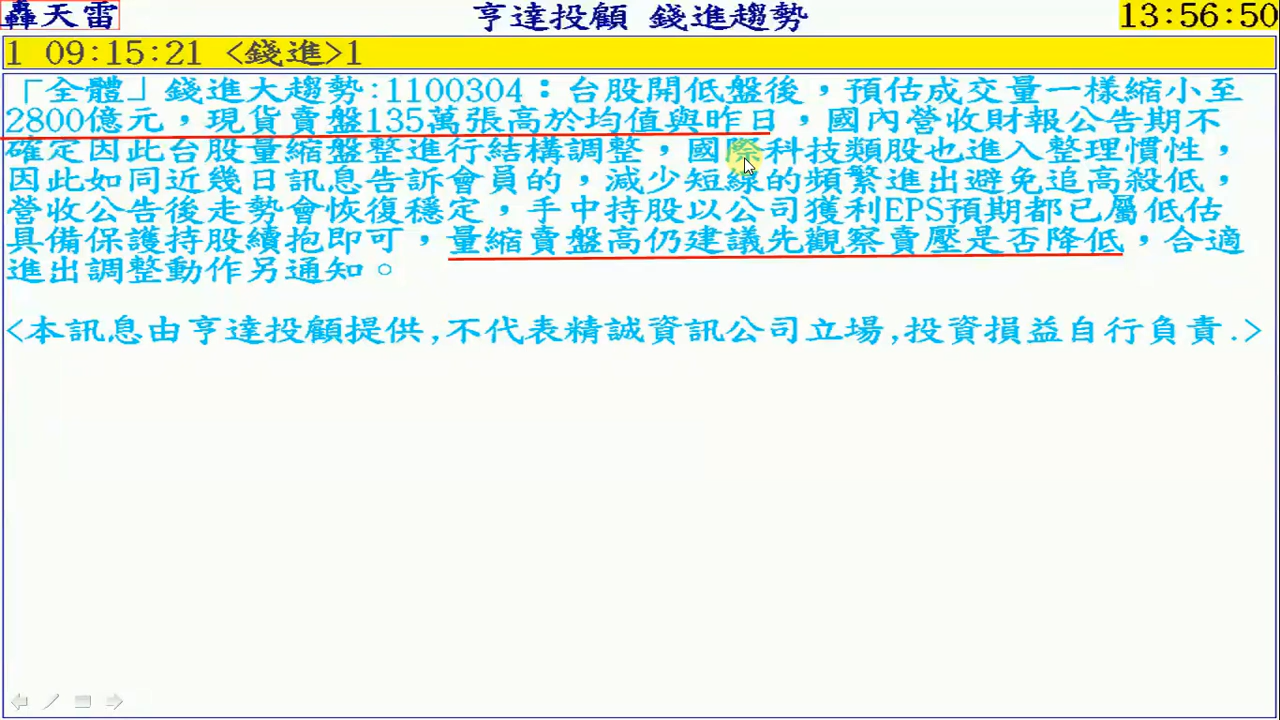 轟天雷
亨達投顧 錢進趨勢
13:56:50
1 09:15:21 <錢進>1
「全體」錢進大趨勢:1100304：台股開低盤後，預估成交量一樣縮小至
2800億元，現貨賣盤135萬張高於均值與昨日，國內營收財報公告期不
確定因此台股量縮盤整進行結構調整，國際科技類股也進入整理慣性，
因此如同近幾日訊息告訴會員的，減少短線的頻繁進出避免追高殺低，
營收公告後走勢會恢復穩定，手中持股以公司獲利EPS預期都已屬低估
具備保護持股續抱即可，量縮賣盤高仍建議先觀察賣壓是否降低，合適
進出調整動作另通知。
<本訊息由亨達投顧提供,不代表精誠資訊公司立場,投資損益自行負責.>